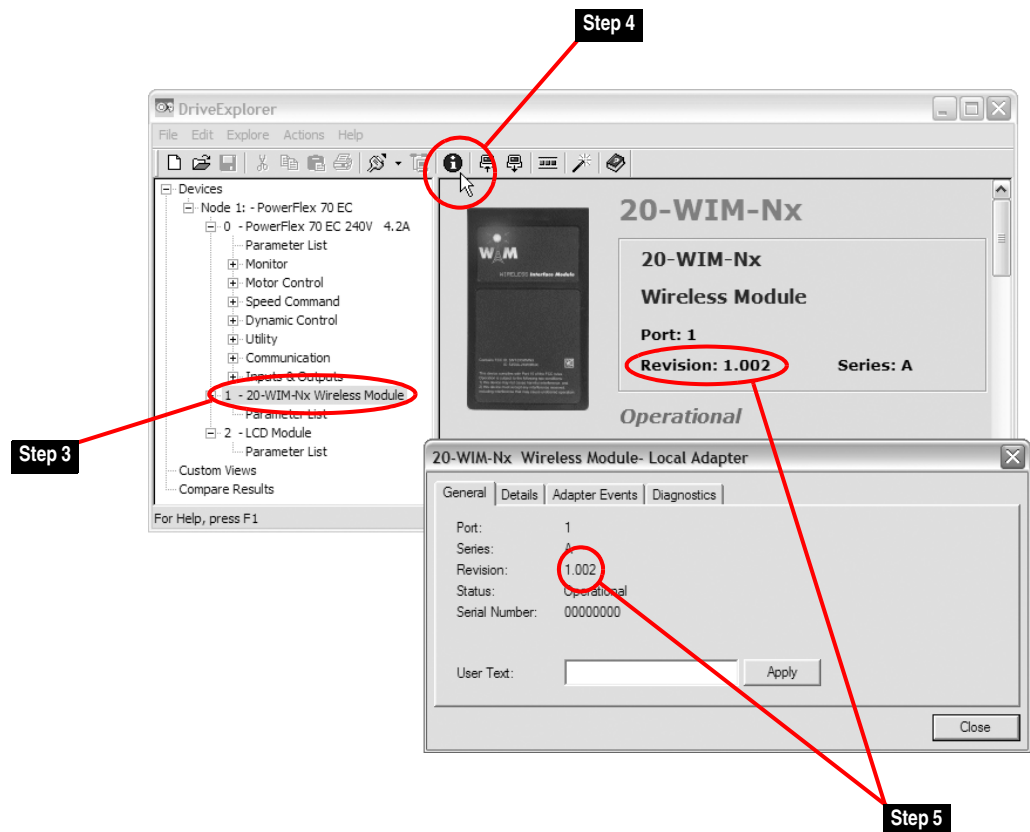 Step 4
DriveExplorer
File Edit Explore Actions Help
Devices
Node 1: - PowerFlex 70 EC
0 - PowerFlex 70 EC 240V 4.2A
Parameter List
Monitor
Motor Control
Speed Command
Dynamic Control
Utility
Communication
Inputs & Outputs
1 - 20-WIM-Nx Wireless Module
Parameter List
2 - LCD Module
Parameter List
Custom Views
Compare Results
For Help, press F1
WIM
WIRELESS Interface Module
20-WIM-Nx
20-WIM-Nx
Wireless Module
Port: 1
Revision: 1.002 Series: A
Operational
Step 3
20-WIM-Nx Wireless Module- Local Adapter
General Details Adapter Events Diagnostics
Port: 1
Series: A
Revision: 1.002
Status: Operational
Serial Number: 00000000
User Text: Apply
Close
Step 5